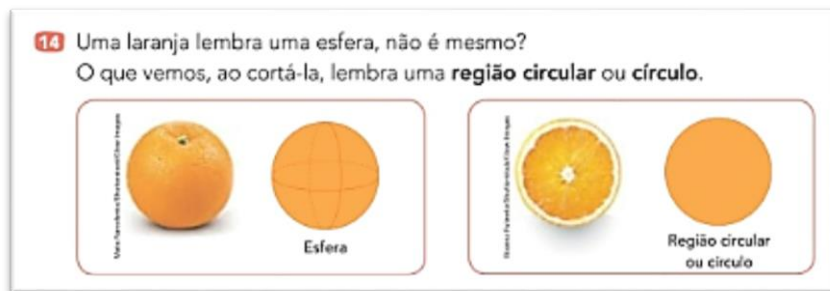 14 Uma laranja lembra uma esfera, não é mesmo?
O que vemos, ao cortá-la, lembra uma região circular ou círculo.
Esfera
Região circular
ou círculo